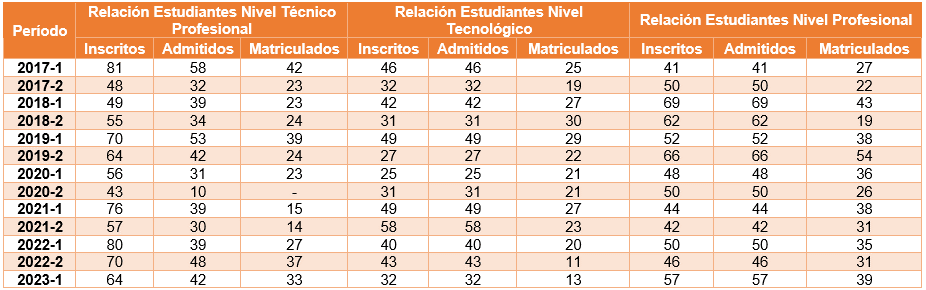 Período Relación Estudiantes Nivel Técnico Profesional Relación Estudiantes Nivel Tecnológico Relación Estudiantes Nivel Profesional
Inscritos Admitidos Matriculados Inscritos Admitidos Matriculados Inscritos Admitidos Matriculados
2017-1 81 58 42 46 46 25 41 41 27
2017-2 48 32 23 32 32 19 50 50 22
2018-1 49 39 23 42 42 27 69 69 43
2018-2 55 34 24 31 31 30 62 62 19
2019-1 70 53 39 49 49 29 52 52 38
2019-2 64 42 24 27 27 22 66 66 54
2020-1 56 31 23 25 25 21 48 48 36
2020-2 43 10 - 31 31 21 50 50 26
2021-1 76 39 15 49 49 27 44 44 38
2021-2 57 30 14 58 58 23 42 42 31
2022-1 80 39 27 40 40 20 50 50 35
2022-2 70 48 37 43 43 11 46 46 31
2023-1 64 42 33 32 32 13 57 57 39